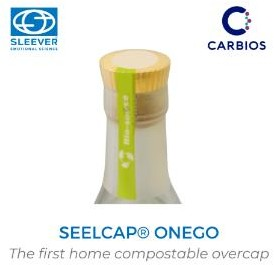 SLEEVER
EMOTIONAL SCIENCE
CARBIOS
SEELCAP® ONEGO
The first home compostable overcap